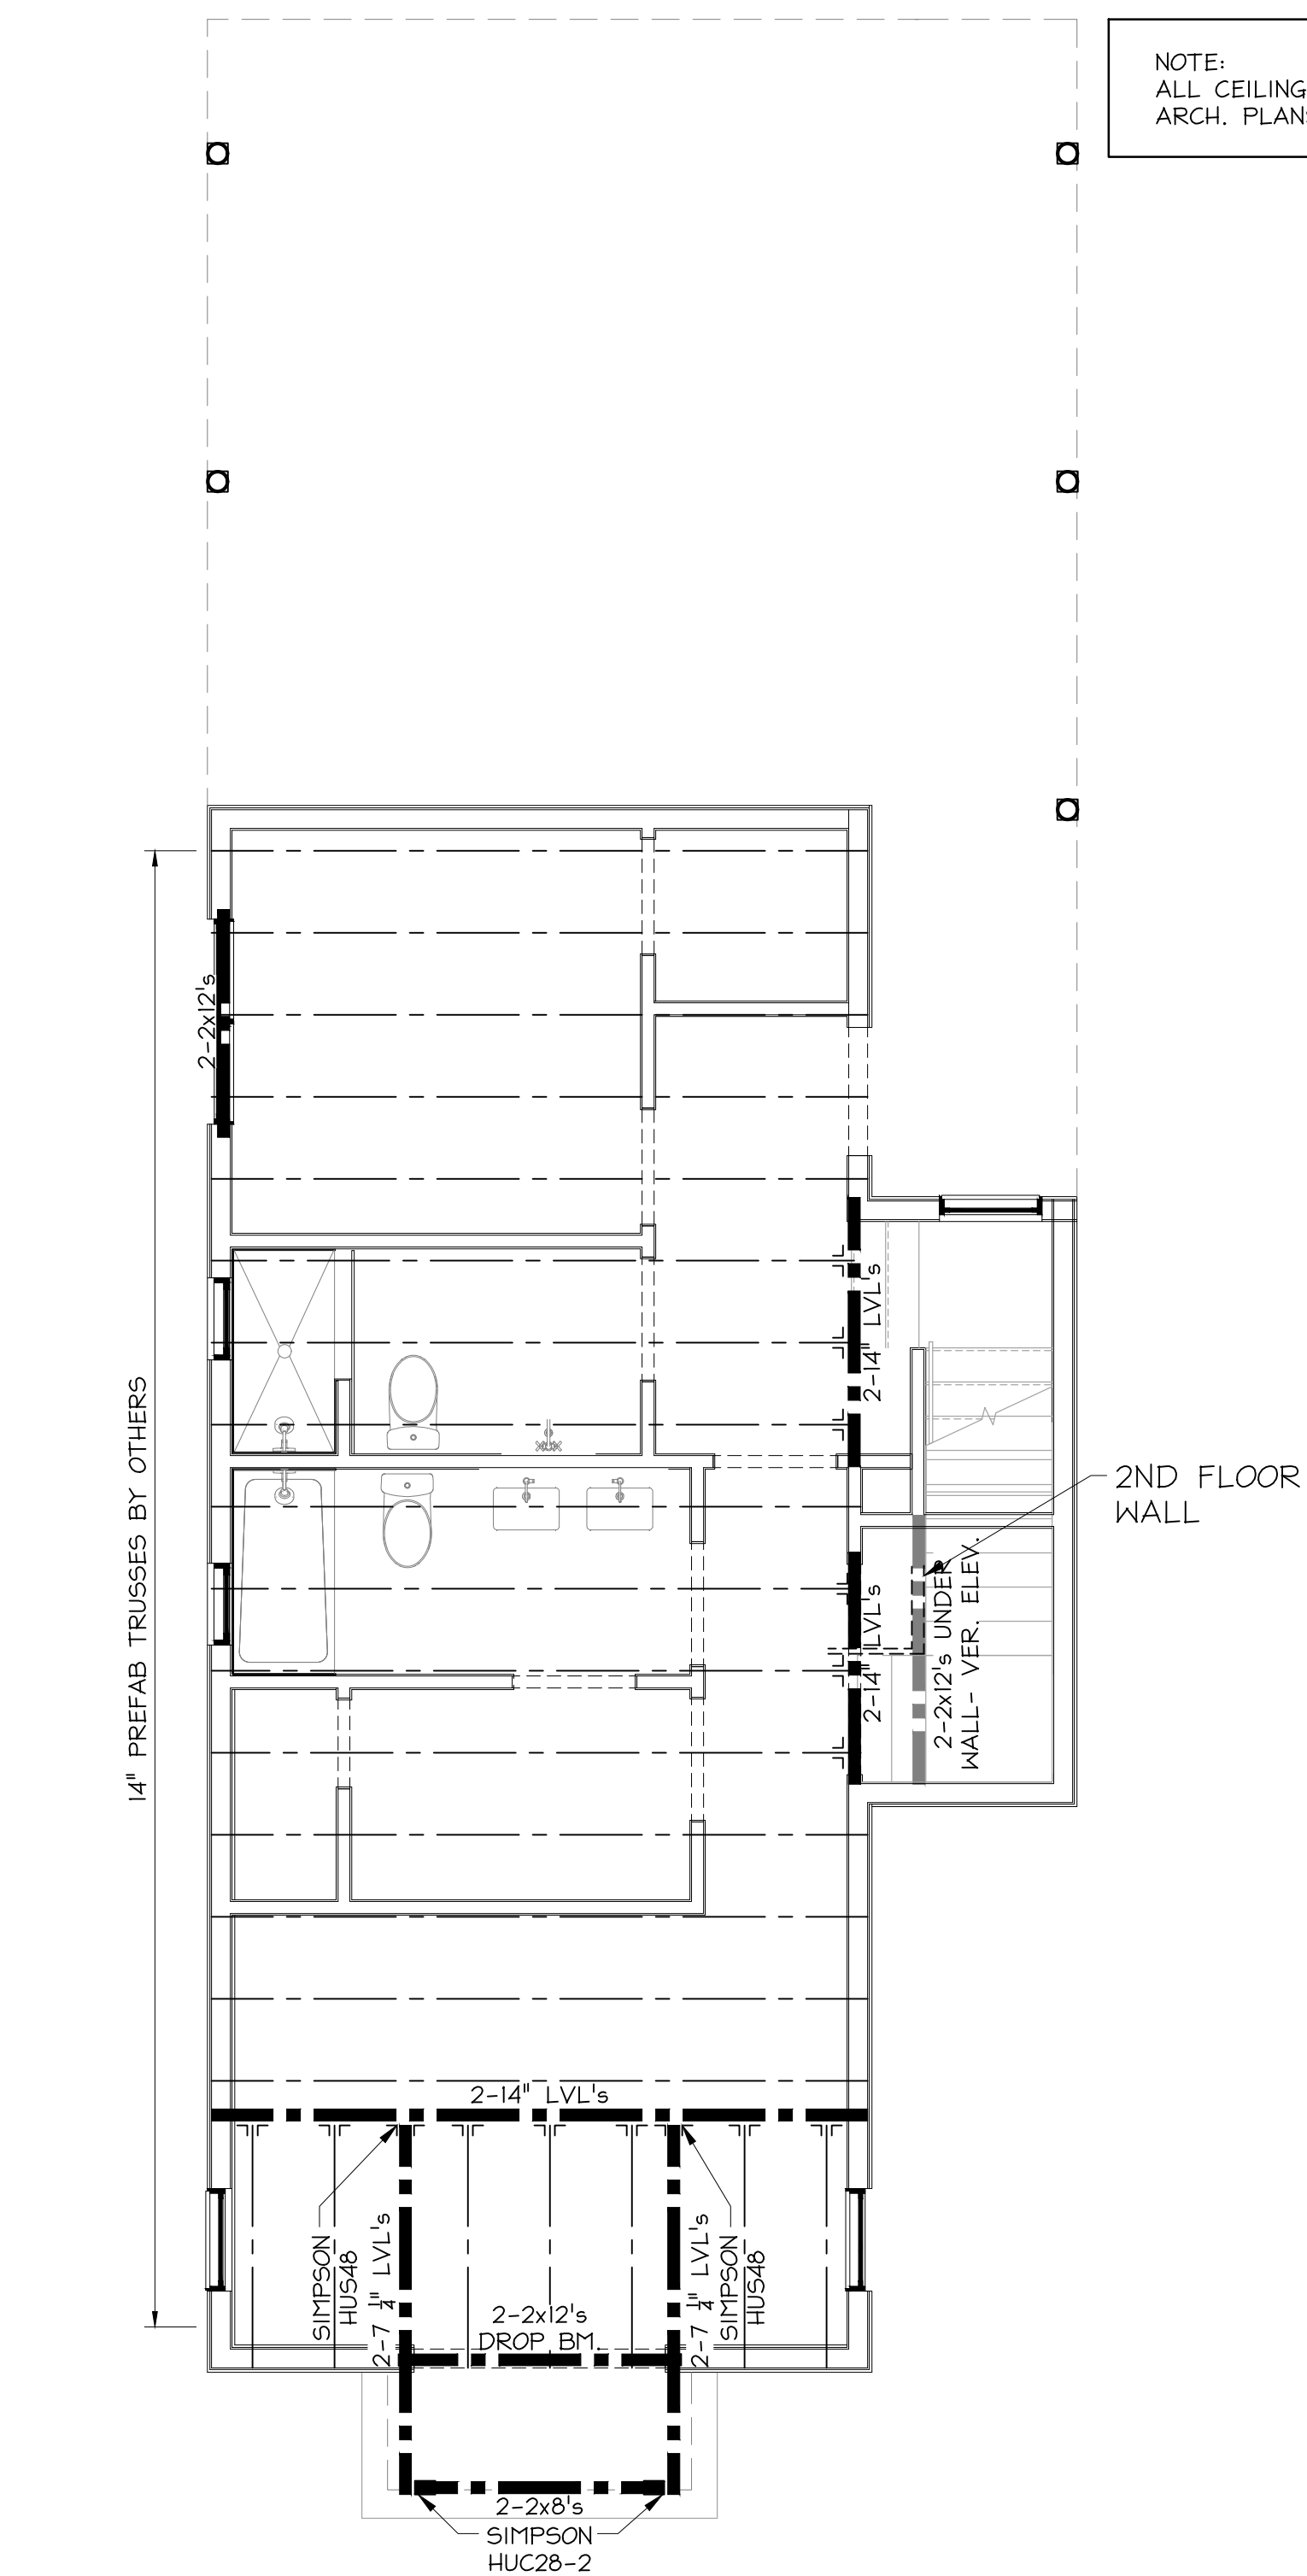 NOTE:
ALL CEILING
ARCH. PLANS
2-2x12's
14" PREFAB TRUSSES BY OTHERS
2-14" LVL's
2ND FLOOR
WALL
2-14" LVL's
2-2x12's UNDER
WALL- VER. ELEV.
2-14" LVL's
SIMPSON
HUS48
2-7 1/4" LVL's
2-2x12's
DROP BM.
2-7 1/4" LVL's
SIMPSON
HUS48
2-2x8's
SIMPSON
HUC28-2